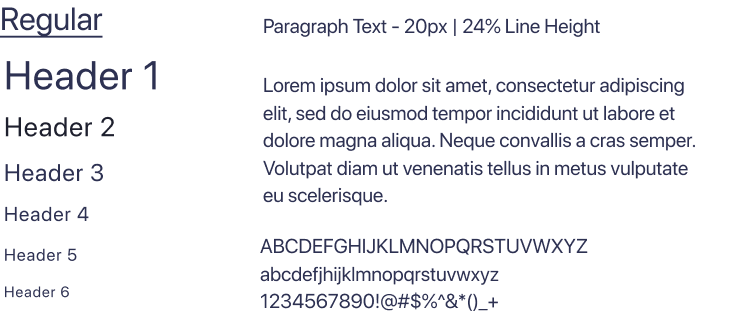 Regular
Header 1
Header 2
Header 3
Header 4
Header 5
Header 6
Paragraph Text - 20px | 24% Line Height
Lorem ipsum dolor sit amet, consectetur adipiscing
elit, sed do eiusmod tempor incididunt ut labore et
dolore magna aliqua. Neque convallis a cras semper.
Volutpat diam ut venenatis tellus in metus vulputate
eu scelerisque.
ABCDEFGHIJKLMNOPQRSTUVWXYZ
abcdefjhijklmnopqrstuvwxyz
1234567890!@#$%^&*()_+